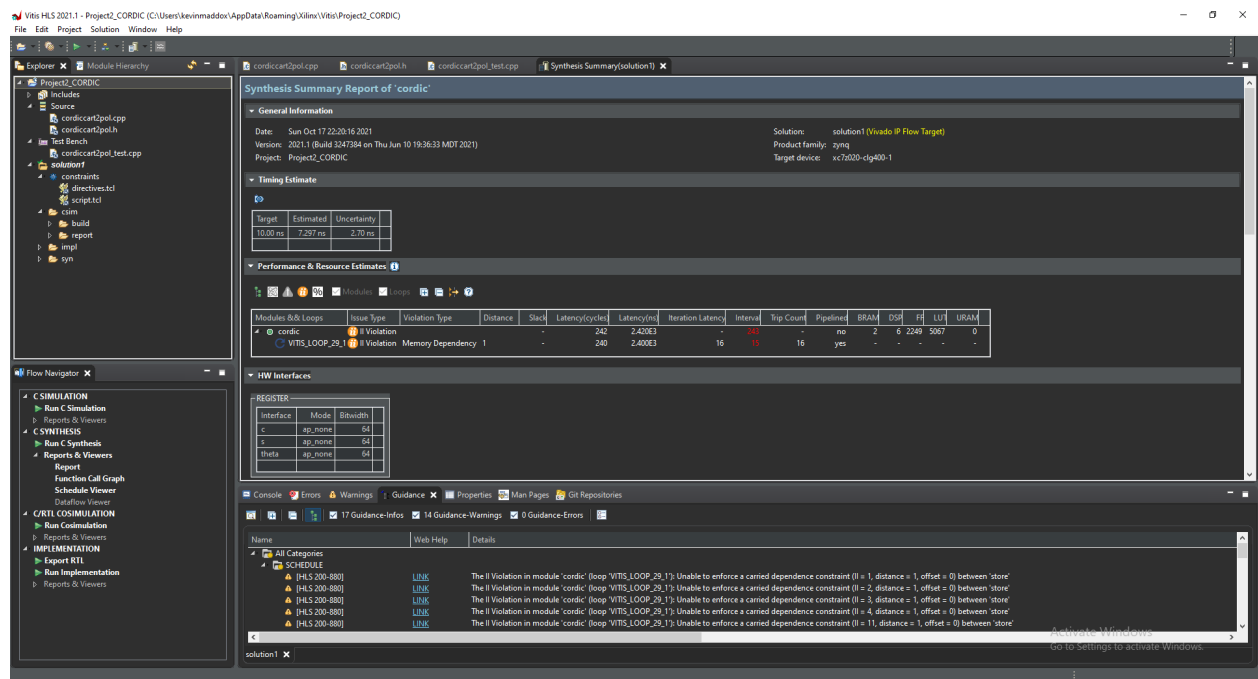 Vitis HLS 2021.1 - Project2_CORDIC (C:\Users\kevinmaddox\AppData\Roaming\Xilinx\Vitis\Project2_CORDIC)
File Edit Project Solution Window Help
Explorer Module Hierarchy
Project2_CORDIC
Includes
Source
cordiccart2pol.cpp
cordiccart2pol.h
Test Bench
cordiccart2pol_test.cpp
solution1
constraints
directives.tcl
script.tcl
csim
build
report
impl
syn
Flow Navigator
C SIMULATION
Run C Simulation
Reports & Viewers
C SYNTHESIS
Run C Synthesis
Reports & Viewers
Report
Function Call Graph
Schedule Viewer
Dataflow Viewer
C/RTL COSIMULATION
Run Cosimulation
Reports & Viewers
IMPLEMENTATION
Export RTL
Run Implementation
Reports & Viewers
cordiccart2pol.cpp cordiccart2pol.h cordiccart2pol_test.cpp Synthesis Summary(solution1)
Synthesis Summary Report of 'cordic'
General Information
Date: Sun Oct 17 22:20:16 2021 Solution: solution1 (Vivado IP Flow Target)
Version: 2021.1 (Build 3247384 on Thu Jun 10 19:36:33 MDT 2021) Product family: zynq
Project: Project2_CORDIC Target device: xc7z020-clg400-1
Timing Estimate
Target Estimated Uncertainty
10.00 ns 7.297 ns 2.70 ns
Performance & Resource Estimates
Modules Loops
Modules && Loops Issue Type Violation Type Distance Slack Latency(cycles) Latency(ns) Iteration Latency Interval Trip Count Pipelined BRAM DSP FF LUT URAM
cordic II Violation - 242 2.420E3 - 243 - no 2 6 2249 5067 0
VITIS_LOOP_29_1 II Violation Memory Dependency 1 - 240 2.400E3 16 15 16 yes - - - - -
HW Interfaces
REGISTER
Interface Mode Bitwidth
c ap_none 64
s ap_none 64
theta ap_none 64
Console Errors Warnings Guidance Properties Man Pages Git Repositories
17 Guidance-Infos 14 Guidance-Warnings 0 Guidance-Errors
Name Web Help Details
All Categories
SCHEDULE
[HLS 200-880] LINK The II Violation in module 'cordic' (loop 'VITIS_LOOP_29_1'): Unable to enforce a carried dependence constraint (II = 1, distance = 1, offset = 0) between 'store'
[HLS 200-880] LINK The II Violation in module 'cordic' (loop 'VITIS_LOOP_29_1'): Unable to enforce a carried dependence constraint (II = 2, distance = 1, offset = 0) between 'store'
[HLS 200-880] LINK The II Violation in module 'cordic' (loop 'VITIS_LOOP_29_1'): Unable to enforce a carried dependence constraint (II = 3, distance = 1, offset = 0) between 'store'
[HLS 200-880] LINK The II Violation in module 'cordic' (loop 'VITIS_LOOP_29_1'): Unable to enforce a carried dependence constraint (II = 4, distance = 1, offset = 0) between 'store'
[HLS 200-880] LINK The II Violation in module 'cordic' (loop 'VITIS_LOOP_29_1'): Unable to enforce a carried dependence constraint (II = 11, distance = 1, offset = 0) between 'store'
Activate Windows
Go to Settings to activate Windows.
solution1